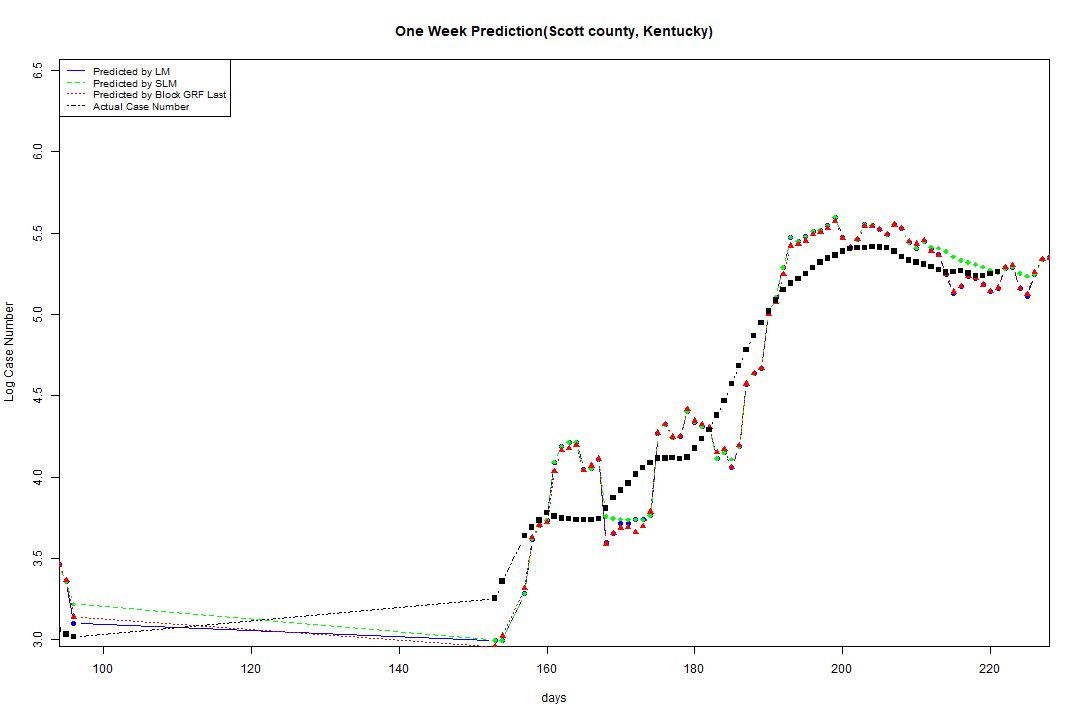 One Week Prediction(Scott county, Kentucky)
Predicted by LM
Predicted by SLM
Predicted by Block GRF Last
Actual Case Number
6.5
6.0
5.5
5.0
4.5
4.0
3.5
3.0
Log Case Number
100 120 140 160 180 200 220
days